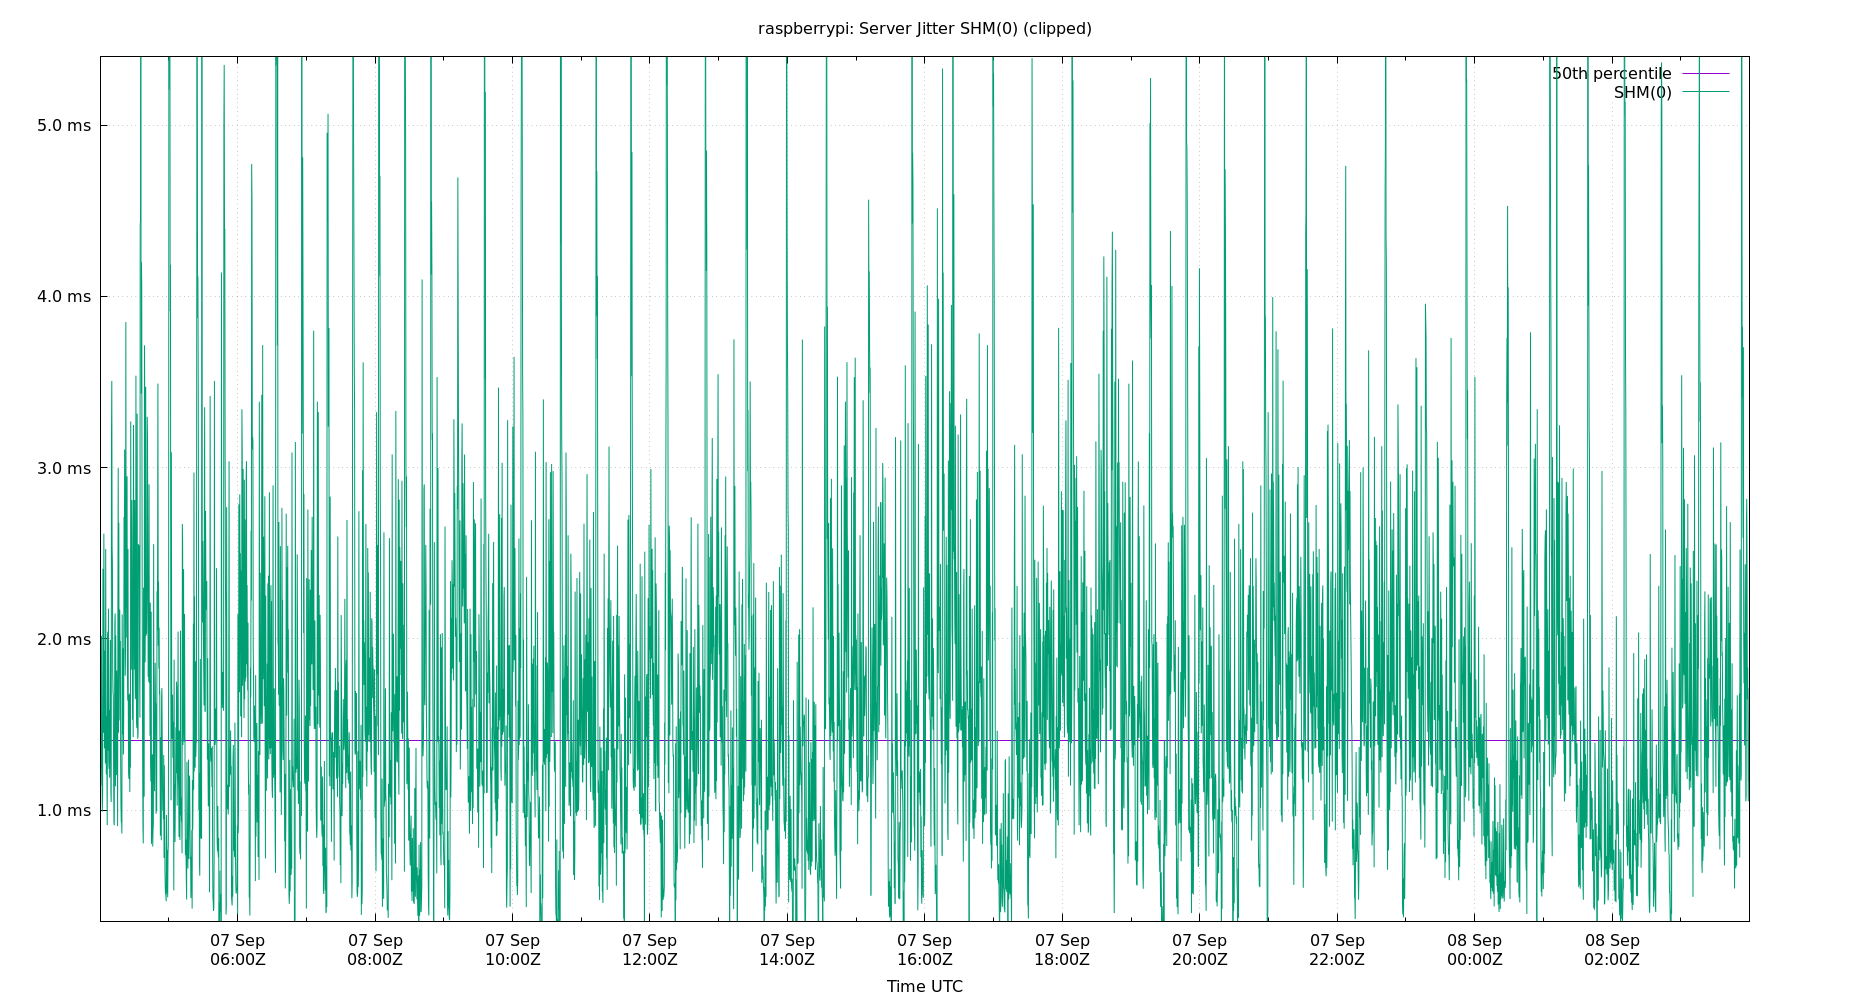 raspberrypi: Server Jitter SHM(0) (clipped)
50th percentile
SHM(0)
5.0 ms
4.0 ms
3.0 ms
2.0 ms
1.0 ms
07 Sep 07 Sep 07 Sep 07 Sep 07 Sep 07 Sep 07 Sep 07 Sep 07 Sep 08 Sep 08 Sep
06:00Z 08:00Z 10:00Z 12:00Z 14:00Z 16:00Z 18:00Z 20:00Z 22:00Z 00:00Z 02:00Z
Time UTC